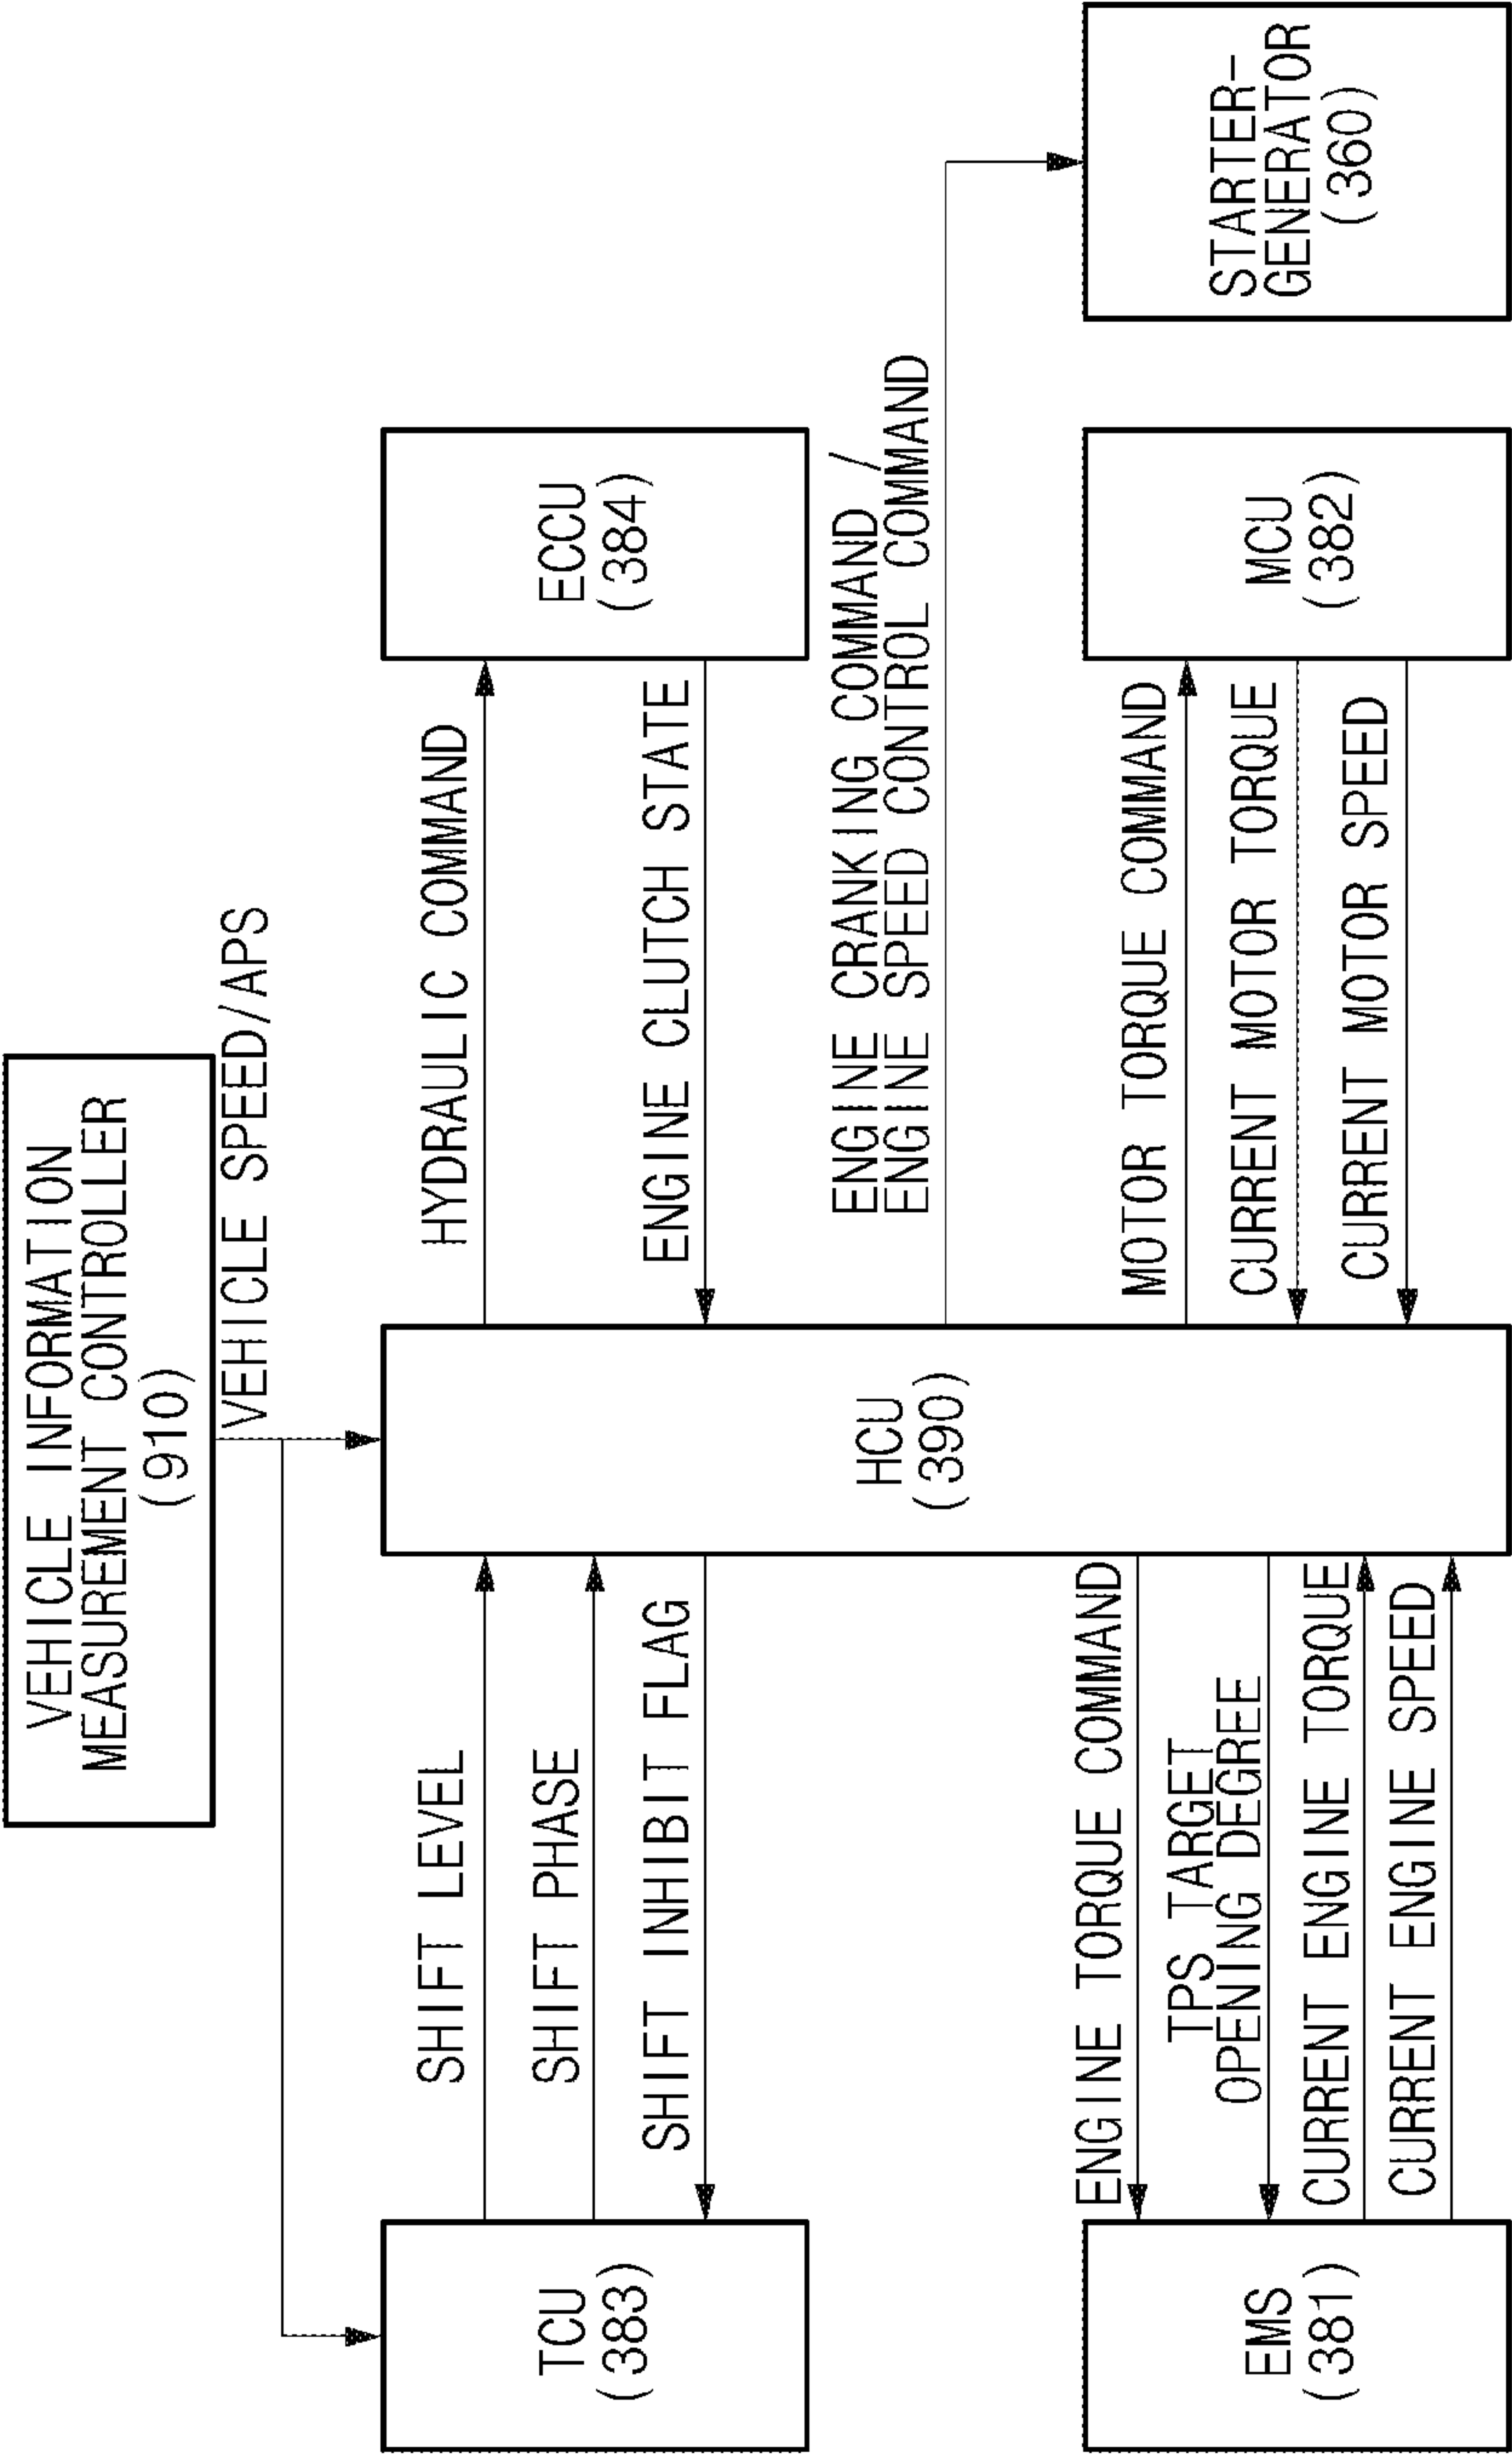 VEHICLE INFORMATION
MEASUREMENT CONTROLLER
(910)
VEHICLE SPEED/APS
TCU
(383)
SHIFT LEVEL
SHIFT PHASE
SHIFT INHIBIT FLAG
HCU
(390)
HYDRAULIC COMMAND
ENGINE CLUTCH STATE
ECCU
(384)
ENGINE CRANKING COMMAND /
ENGINE SPEED CONTROL COMMAND
EMS
(381)
ENGINE TORQUE COMMAND
TPS TARGET
OPENING DEGREE
CURRENT ENGINE TORQUE
CURRENT ENGINE SPEED
MOTOR TORQUE COMMAND
CURRENT MOTOR TORQUE
CURRENT MOTOR SPEED
MCU
(382)
STARTER-
GENERATOR
(360)